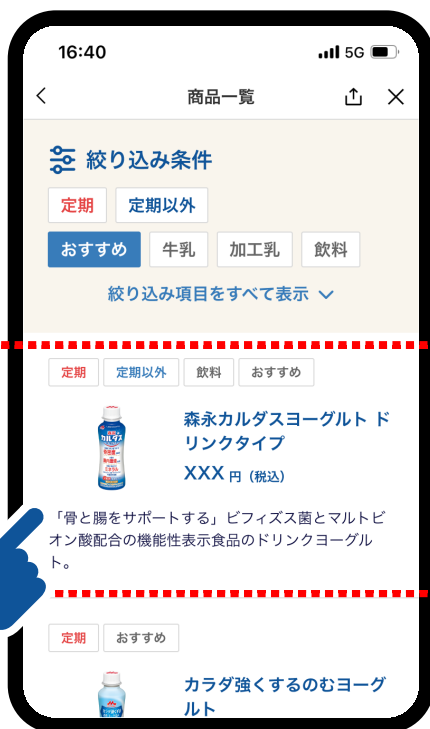 16:40
5G
商品一覧
絞り込み条件
定期 定期以外
おすすめ 牛乳 加工乳 飲料
絞り込み項目をすべて表示
定期 定期以外 飲料 おすすめ
森永カルダスヨーグルト ド
リンクタイプ
XXX 円（税込）
「骨と腸をサポートする」ビフィズス菌とマルトビ
オン酸配合の機能性表示食品のドリンクヨーグル
ト。
定期 おすすめ
カラダ強くするのむヨーグ
ルト